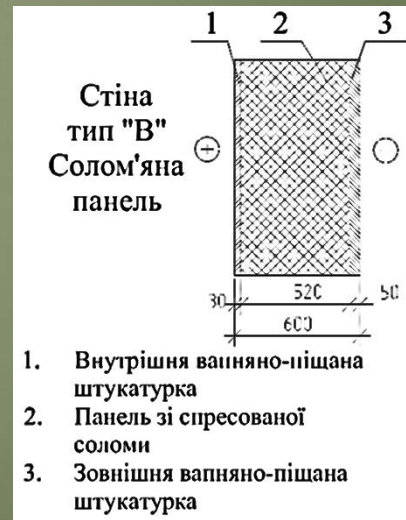 1 2 3
Стіна
тип "В"
Солом'яна
панель
30 520 50
600
1. Внутрішня вапняно-піщана
штукатурка
2. Панель зі спресованої
соломи
3. Зовнішня вапняно-піщана
штукатурка